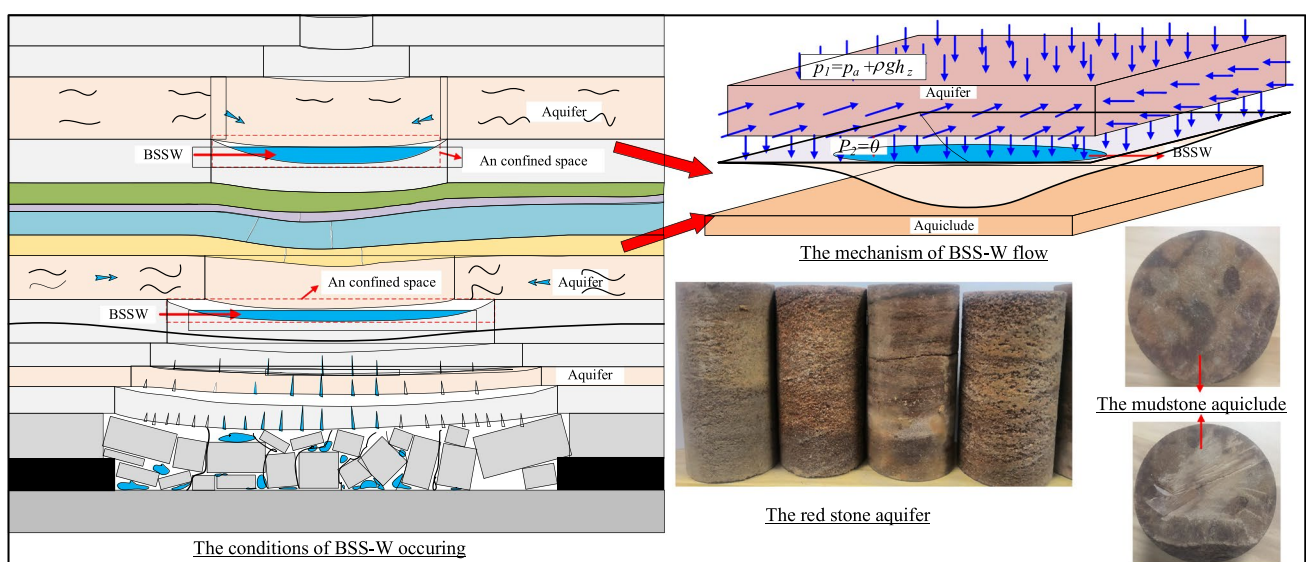 Aquifer
BSSW
An confined space
An confined space
Aquifer
BSSW
Aquifer
The conditions of BSS-W occuring
p1=pa+ρghz
Aquifer
P2=0
BSSW
Aquiclude
The mechanism of BSS-W flow
The red stone aquifer
The mudstone aquiclude